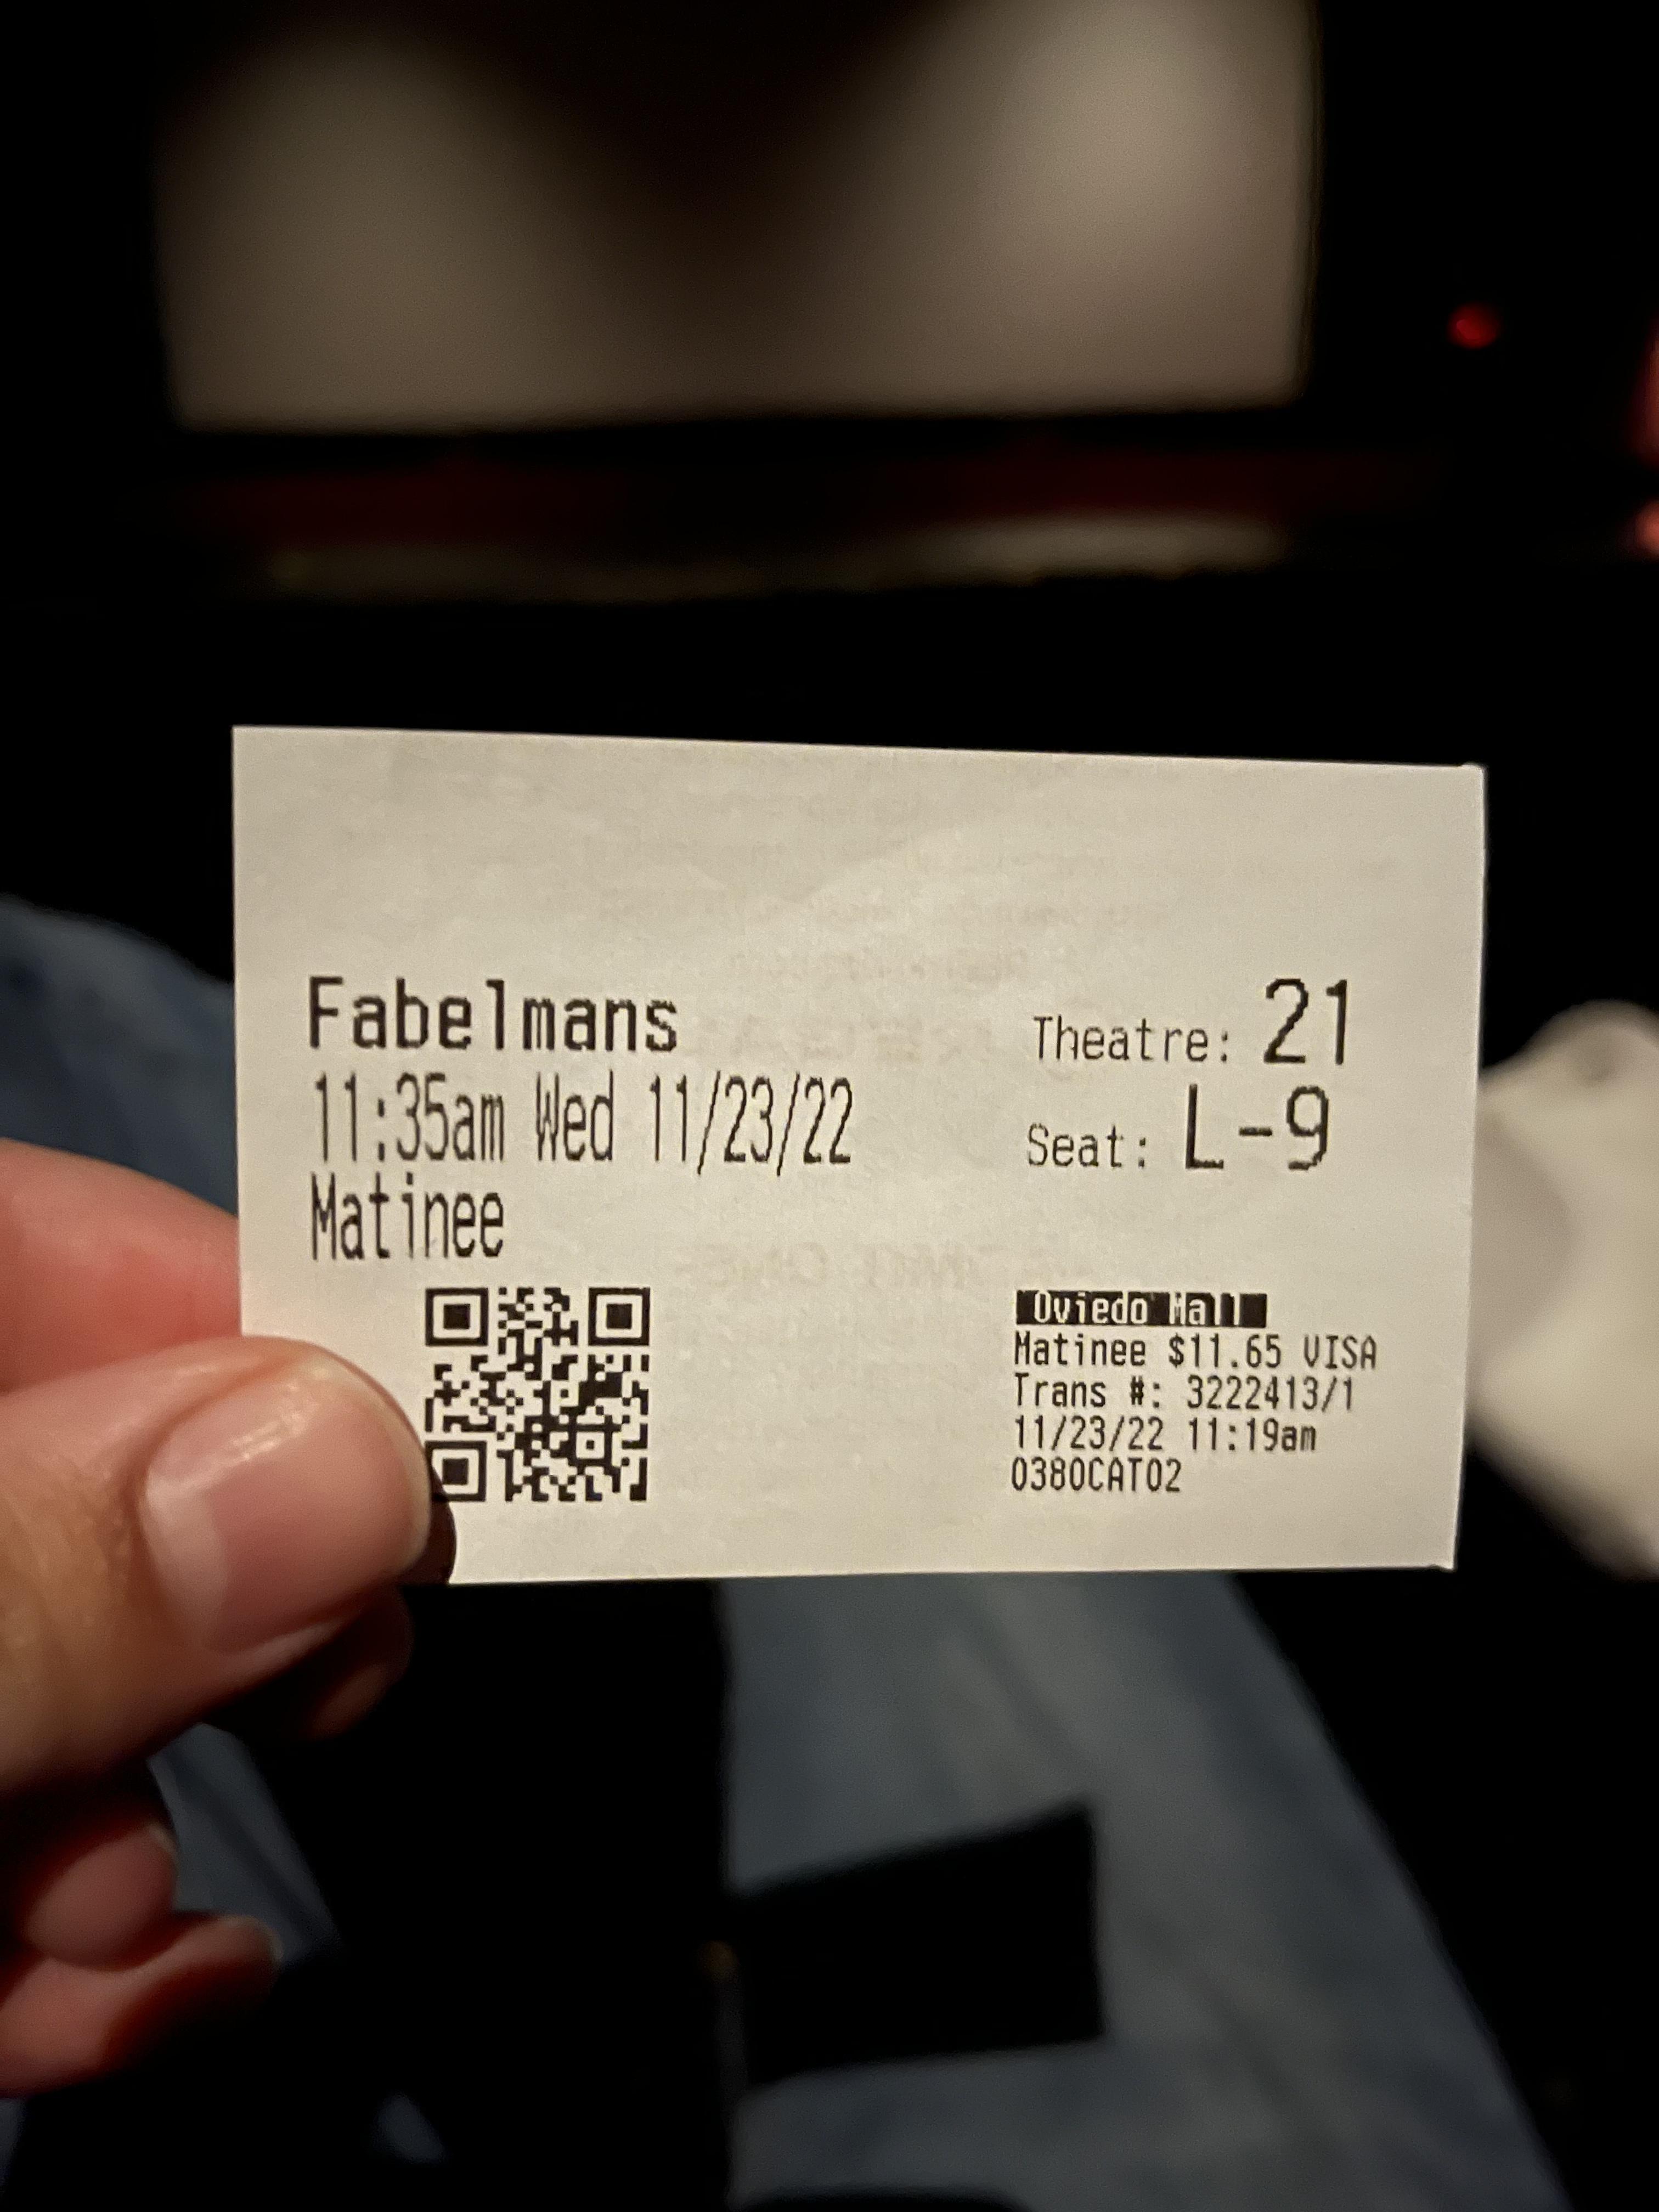 Fabelmans
11:35am Wed 11/23/22
Matinee
Theatre: 21
Seat: L-9
Oviedo Mall
Matinee $11.65 VISA
Trans #: 3222413/1
11/23/22 11:19am
0380CAT02